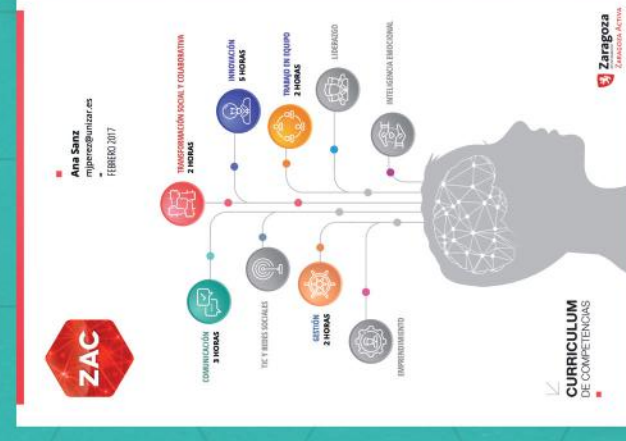 ZAC
Ana Sanz
mjperez@unizar.es
FEBRERO 2017
TRANSFORMACIÓN SOCIAL Y COLABORATIVA
2 HORAS
INNOVACIÓN
5 HORAS
COMUNICACIÓN
3 HORAS
TRABAJO EN EQUIPO
2 HORAS
TIC Y REDES SOCIALES
LIDERAZGO
GESTIÓN
2 HORAS
INTELIGENCIA EMOCIONAL
EMPRENDIMIENTO
CURRICULUM
DE COMPETENCIAS
Zaragoza
ZARAGOZA ACTIVA